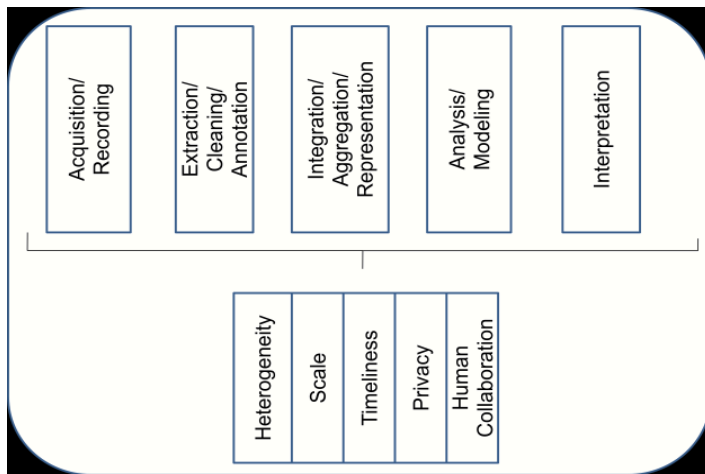 Acquisition/
Recording
Extraction/
Cleaning/
Annotation
Integration/
Aggregation/
Representation
Analysis/
Modeling
Interpretation
Heterogeneity
Scale
Timeliness
Privacy
Human
Collaboration